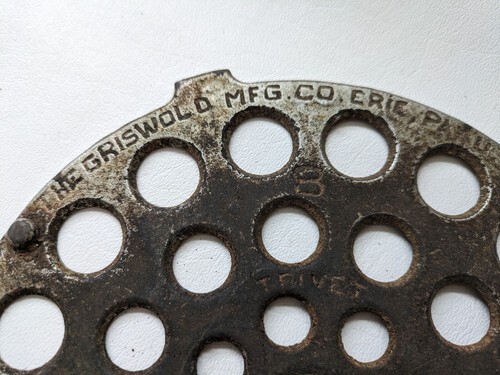 THE GRISWOLD MFG. CO. ERIE, PA. U
8
TRIVET